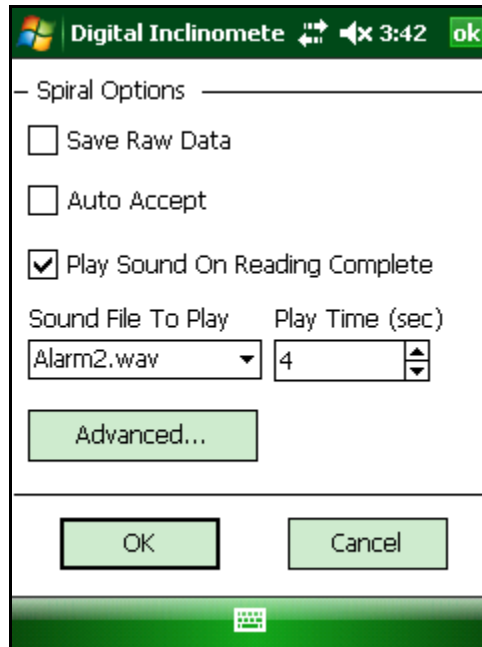 Digital Inclinomete 3:42 ok
Spiral Options
Save Raw Data
Auto Accept
Play Sound On Reading Complete
Sound File To Play Play Time (sec)
Alarm2.wav 4
Advanced...
OK Cancel